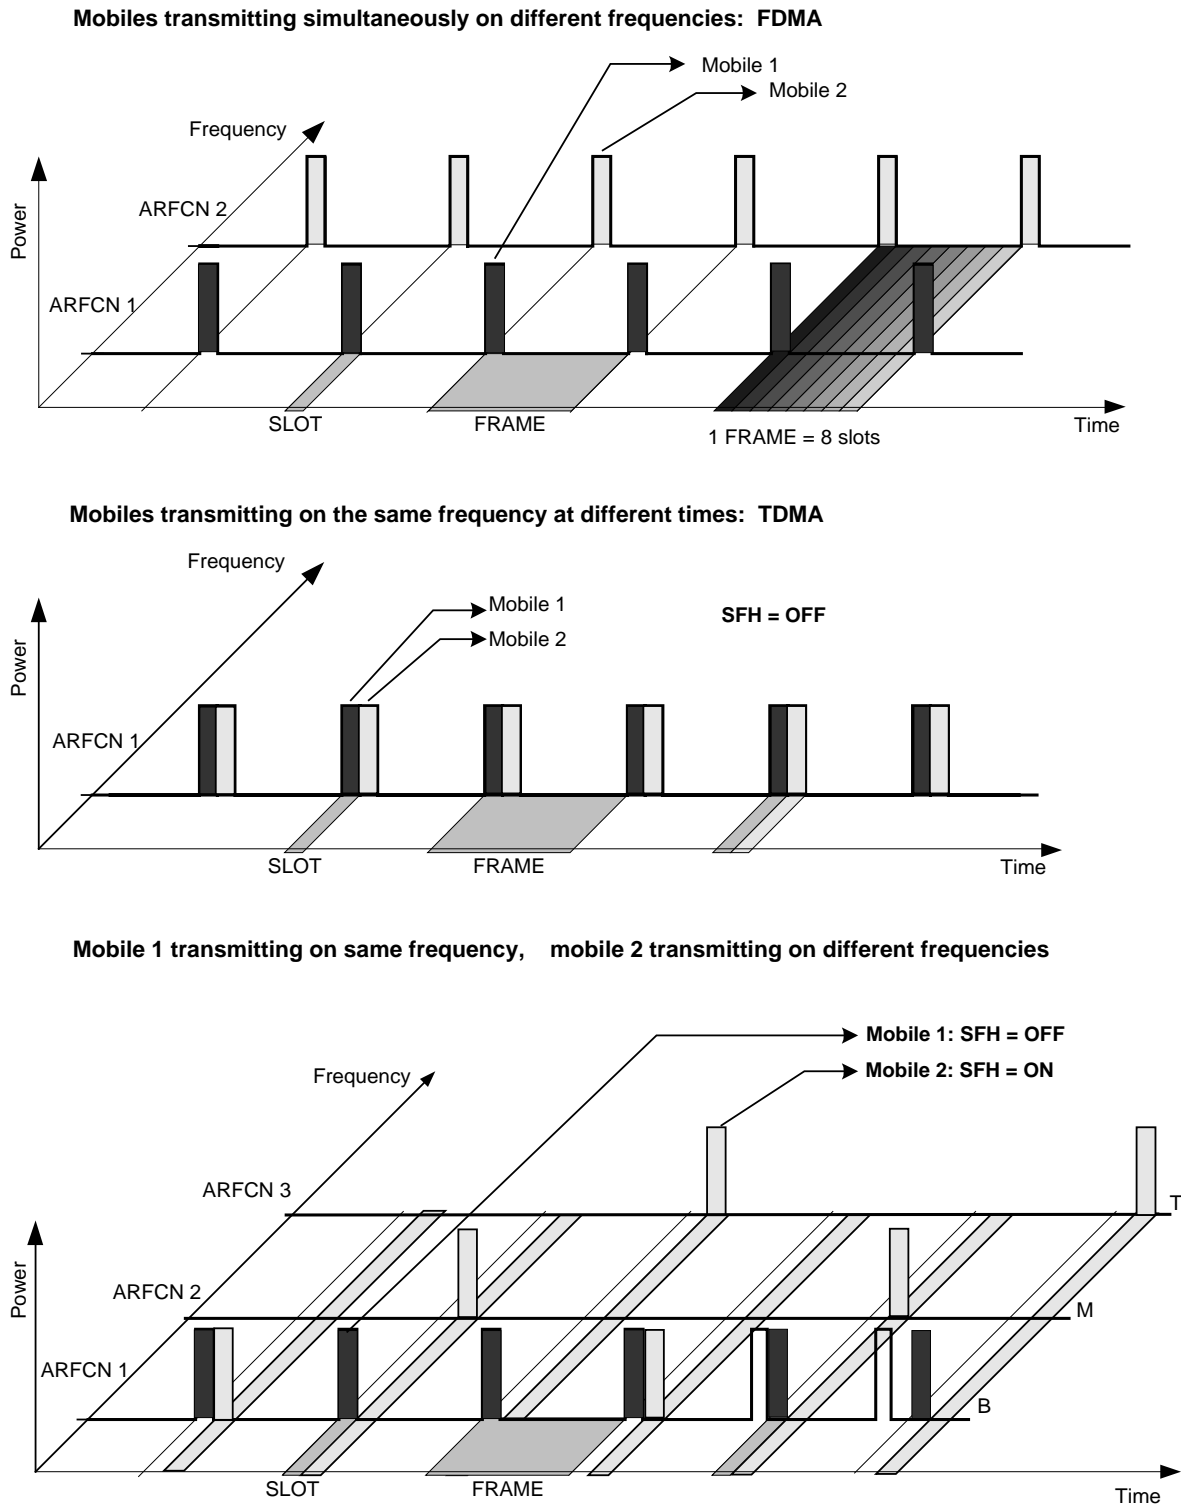 Mobiles transmitting simultaneously on different frequencies: FDMA
Mobile 1
Mobile 2
Frequency
ARFCN 2
Power
ARFCN 1
SLOT
FRAME
Time
1 FRAME = 8 slots
Mobiles transmitting on the same frequency at different times: TDMA
Frequency
Mobile 1
SFH = OFF
Mobile 2
Power
ARFCN 1
SLOT
FRAME
Time
Mobile 1 transmitting on same frequency, mobile 2 transmitting on different frequencies
Mobile 1: SFH = OFF
Mobile 2: SFH = ON
Frequency
ARFCN 3
T
Power
ARFCN 2
M
ARFCN 1
B
SLOT
FRAME
Time